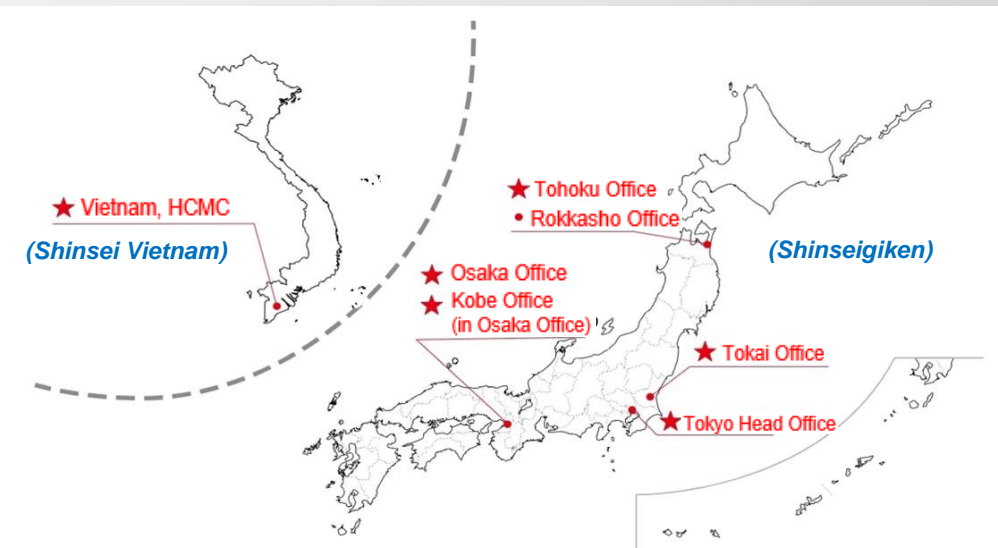 ★ Vietnam, HCMC
(Shinsei Vietnam)
★ Tohoku Office
• Rokkasho Office
(Shinseigiken)
★ Osaka Office
★ Kobe Office
(in Osaka Office)
★ Tokai Office
★ Tokyo Head Office